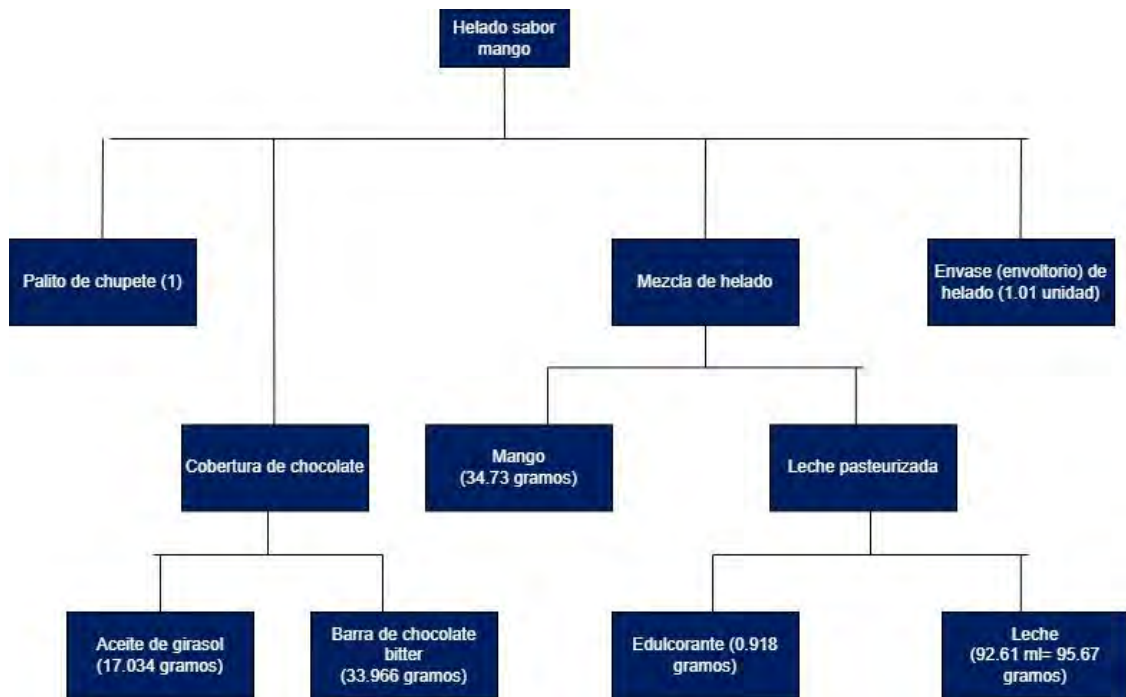 Helado sabor
mango
Palito de chupete (1)
Mezcla de helado
Envase (envoltorio) de
helado (1.01 unidad)
Cobertura de chocolate
Mango
(34.73 gramos)
Leche pasteurizada
Aceite de girasol
(17.034 gramos)
Barra de chocolate
bitter
(33.966 gramos)
Edulcorante (0.918
gramos)
Leche
(92.61 ml= 95.67
gramos)